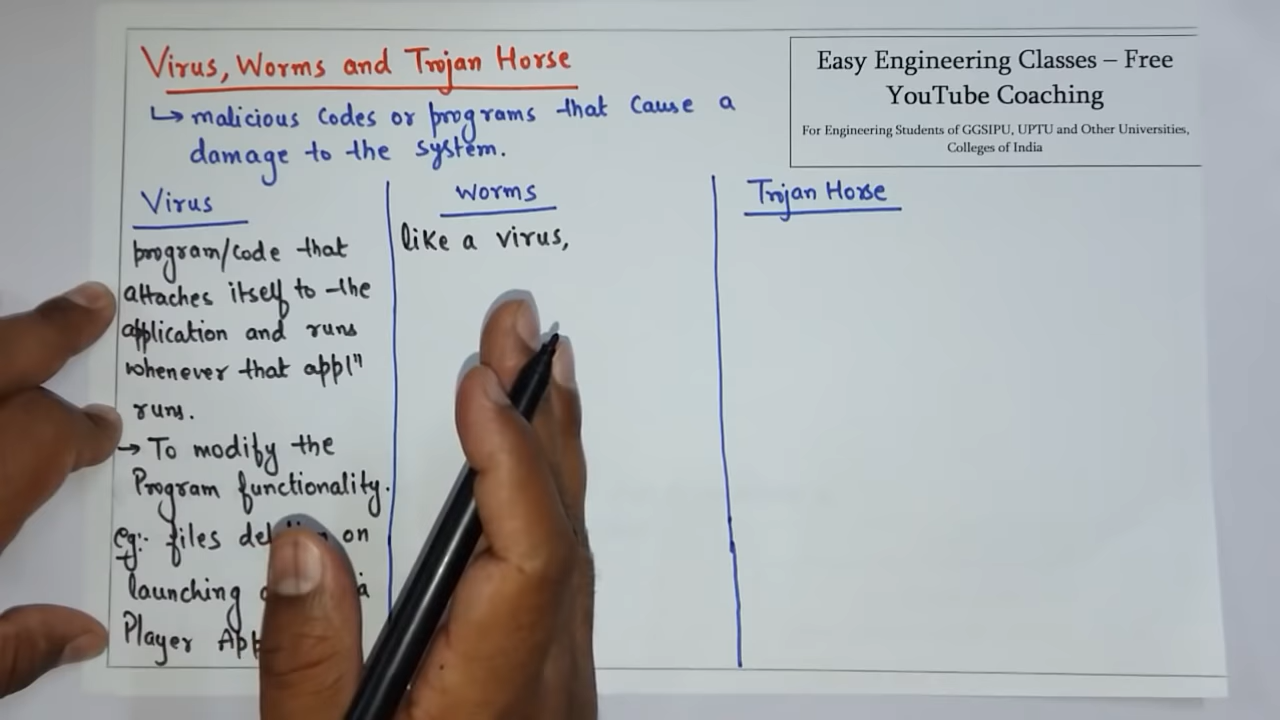 Virus, Worms and Trojan Horse
↳ malicious codes or programs that cause a
damage to the system.
Easy Engineering Classes – Free
YouTube Coaching
For Engineering Students of GGSIPU, UPTU and Other Universities,
Colleges of India
Virus
program/code that
attaches itself to the
application and runs
whenever that appln
runs.
→ To modify the
Program functionality.
eg:- files on
launching
Player
Worms
like a virus,
Trojan Horse